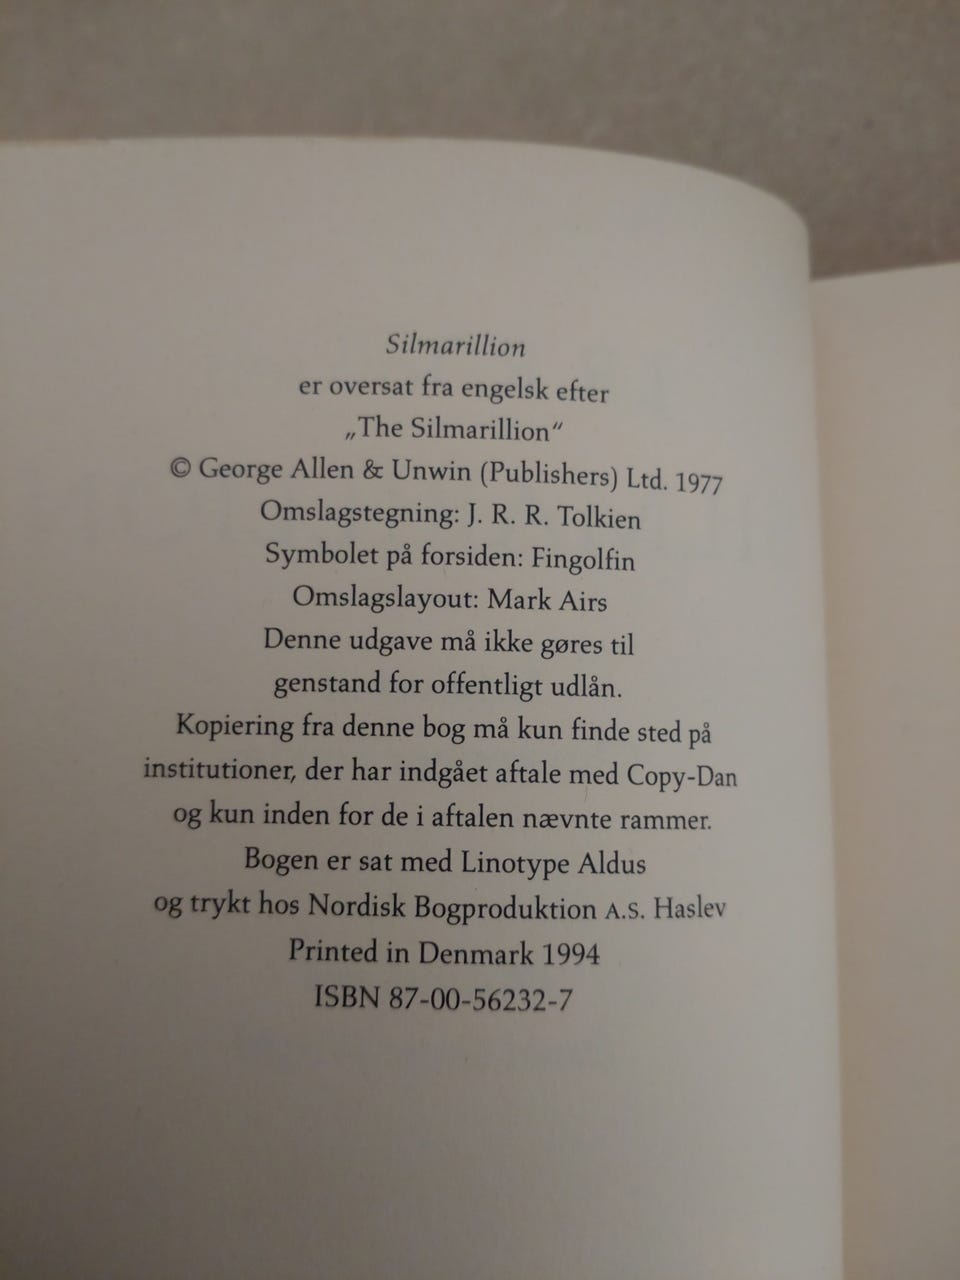 Silmarillion
er oversat fra engelsk efter
„The Silmarillion“
© George Allen & Unwin (Publishers) Ltd. 1977
Omslagstegning: J. R. R. Tolkien
Symbolet på forsiden: Fingolfin
Omslagslayout: Mark Airs
Denne udgave må ikke gøres til
genstand for offentligt udlån.
Kopiering fra denne bog må kun finde sted på
institutioner, der har indgået aftale med Copy-Dan
og kun inden for de i aftalen nævnte rammer.
Bogen er sat med Linotype Aldus
og trykt hos Nordisk Bogproduktion A.S. Haslev
Printed in Denmark 1994
ISBN 87-00-56232-7